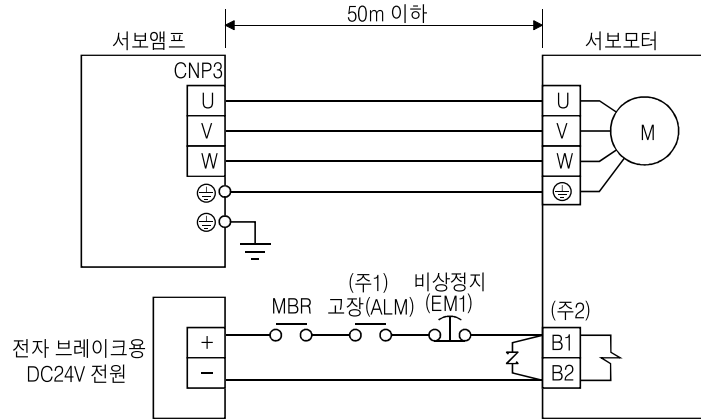 50m 이하
서보앰프
서보모터
CNP3
U
V
W
U
V
W
M
(주1)
비상정지
MBR
고장(ALM)
(EM1)
(주2)
전자 브레이크용
DC24V 전원
+
−
B1
B2